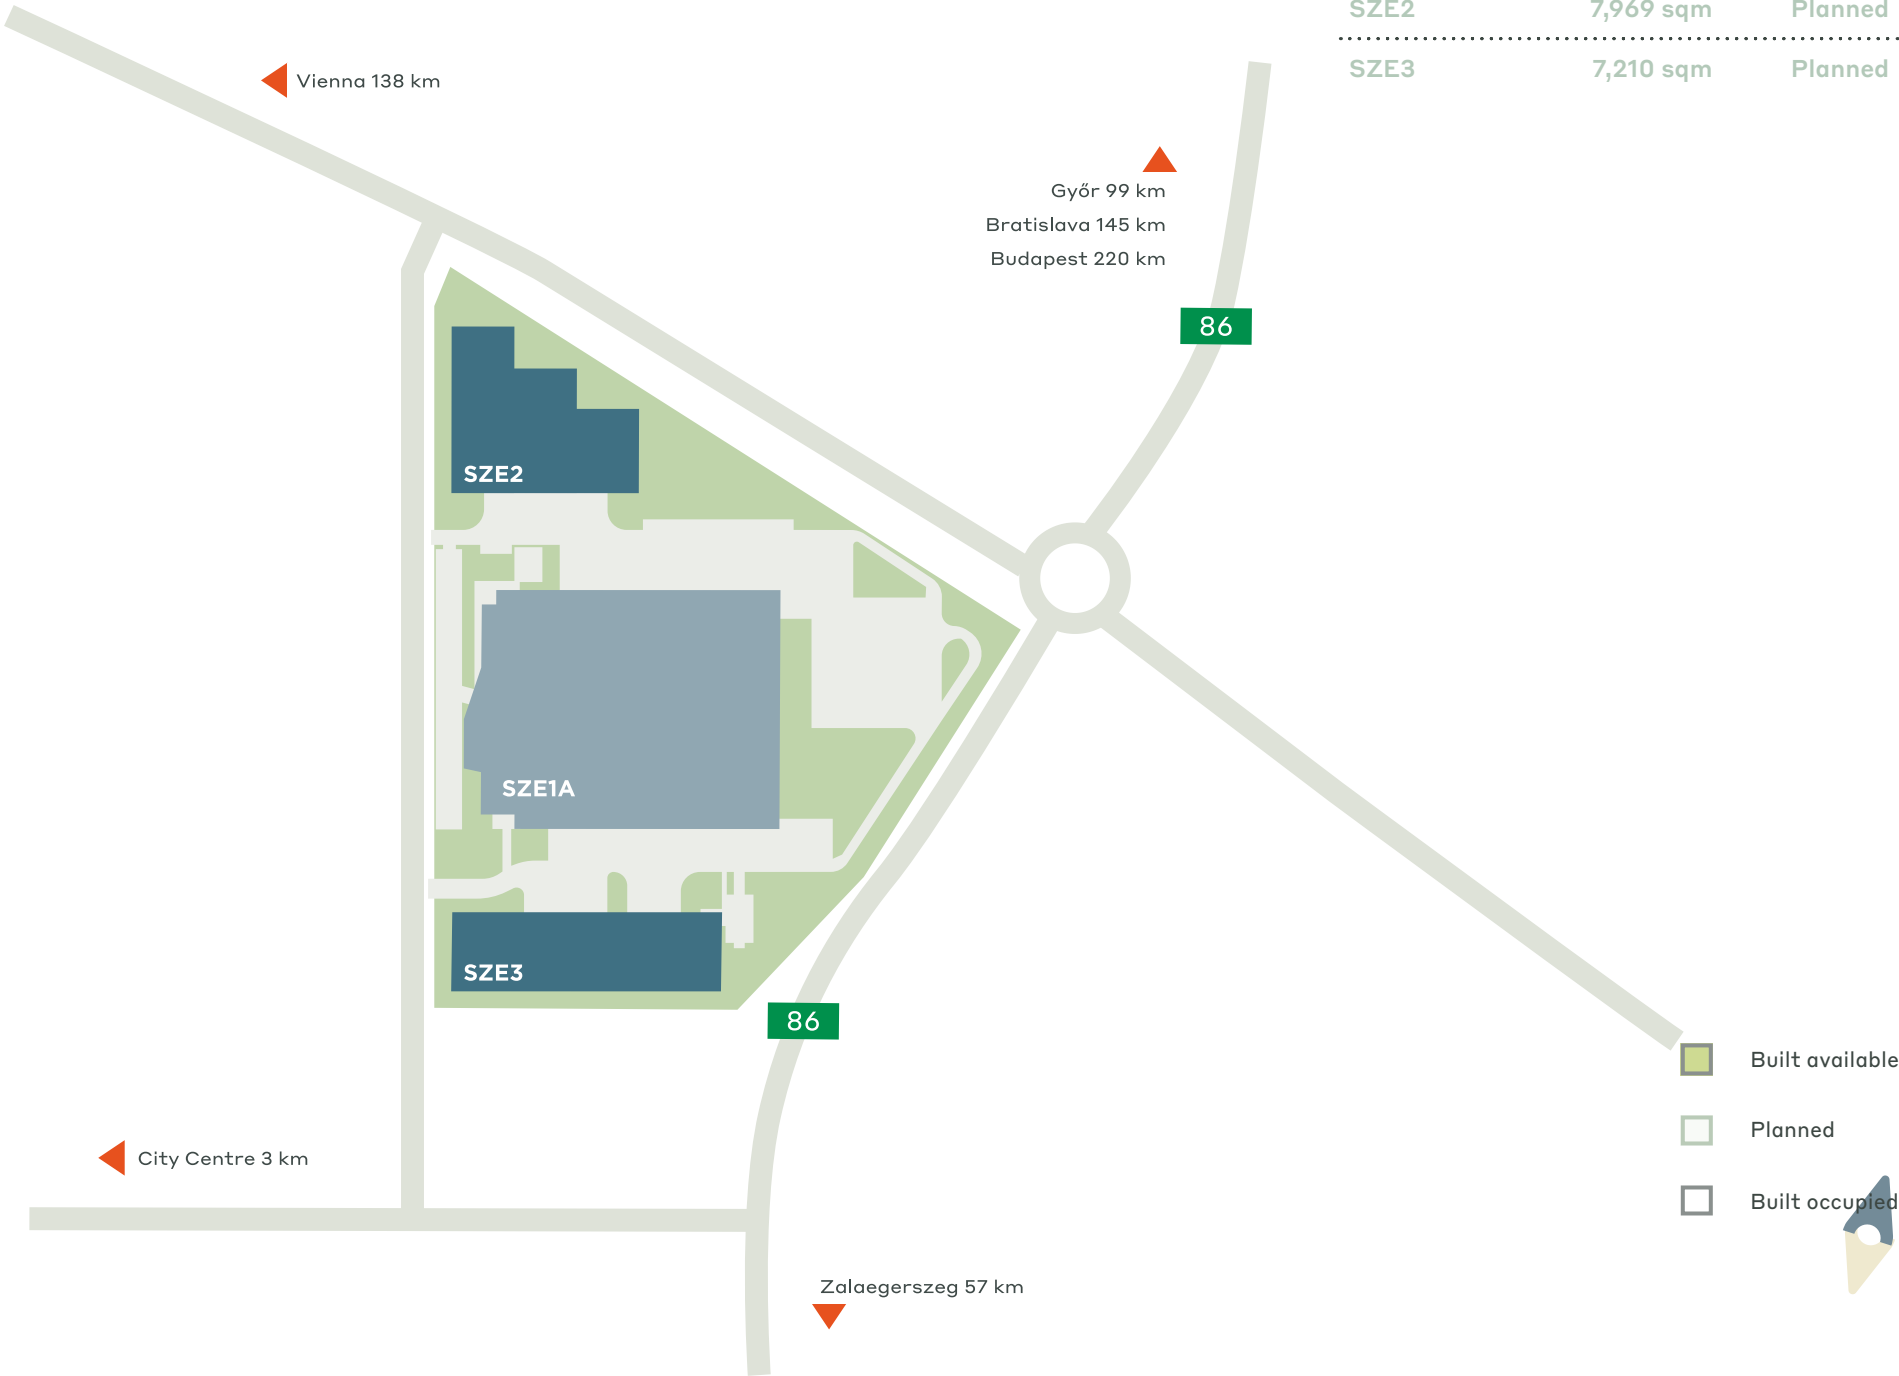 SZE2 7,969 sqm Planned
SZE3 7,210 sqm Planned
Vienna 138 km
Győr 99 km
Bratislava 145 km
Budapest 220 km
86
SZE2
SZE1A
SZE3
86
Built available
Planned
Built occupied
City Centre 3 km
Zalaegerszeg 57 km